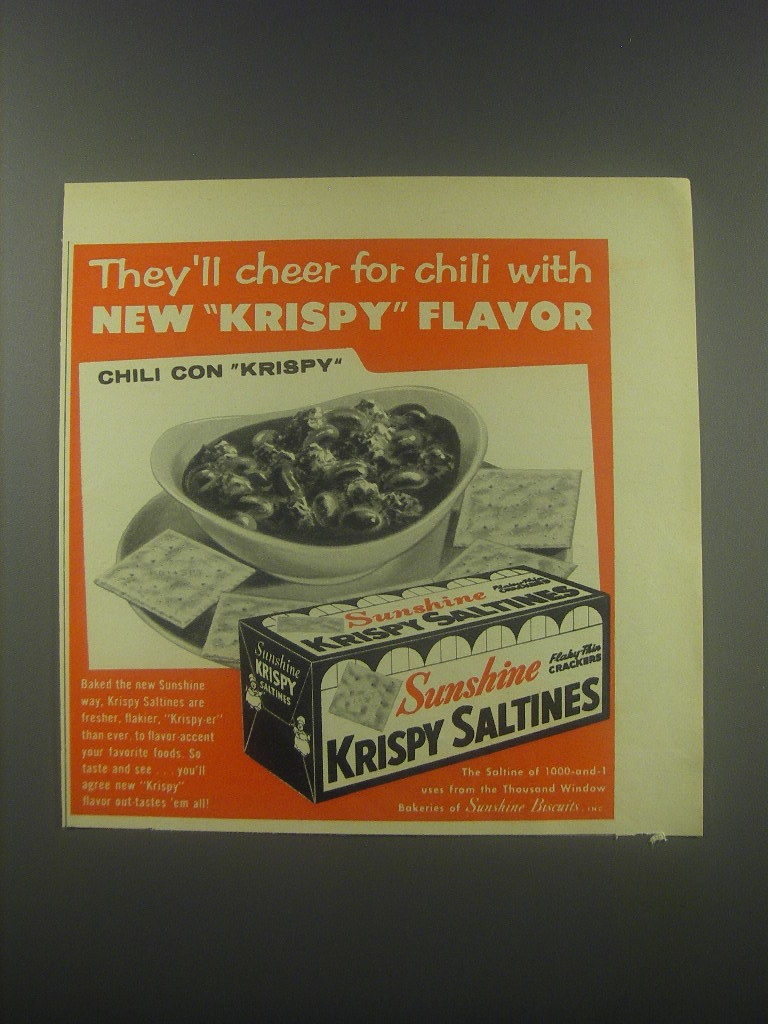 They'll cheer for chili with
NEW "KRISPY" FLAVOR
CHILI CON "KRISPY"
Sunshine
KRISPY SALTINES
Flaky-Thin
CRACKERS
Sunshine
KRISPY
SALTINES
Sunshine
KRISPY SALTINES
Flaky-Thin
CRACKERS
Baked the new Sunshine
way, Krispy Saltines are
fresher, flakier, "Krispy-er"
than ever, to flavor-accent
your favorite foods. So
taste and see . . . you'll
agree new "Krispy"
flavor out-tastes 'em all!
The Saltine of 1000-and-1
uses from the Thousand Window
Bakeries of Sunshine Biscuits, INC.